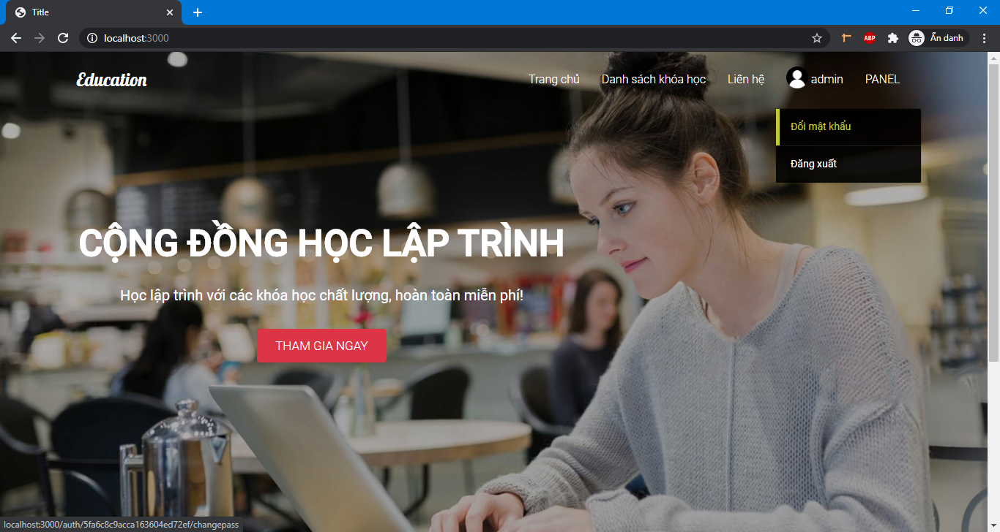 Title
localhost:3000
ABP
Ẩn danh
Education
Trang chủ
Danh sách khóa học
Liên hệ
admin
PANEL
Đổi mật khẩu
Đăng xuất
CỘNG ĐỒNG HỌC LẬP TRÌNH
Học lập trình với các khóa học chất lượng, hoàn toàn miễn phí!
THAM GIA NGAY
localhost:3000/auth/5fa6c8c9acca163604ed72ef/changepass